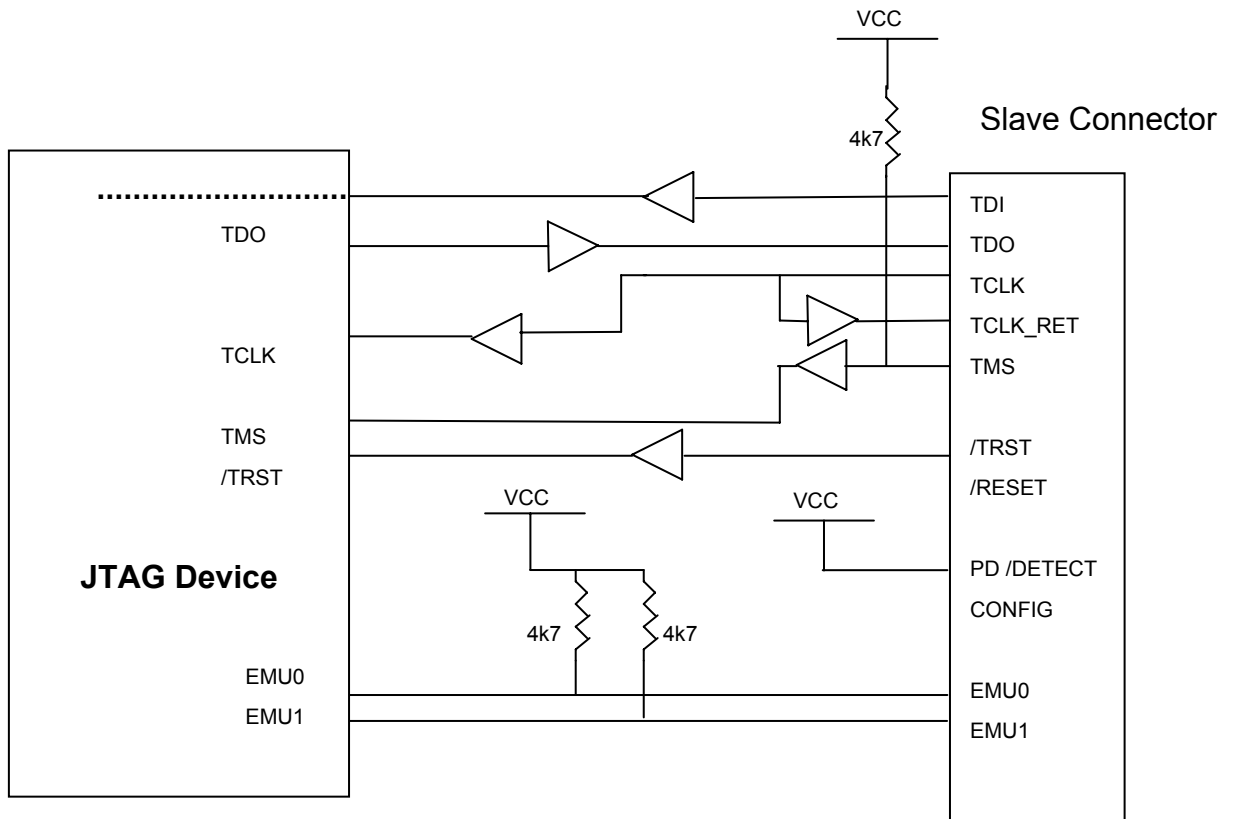 VCC
Slave Connector
4k7
TDI
TDO
TDO
TCLK
TCLK_RET
TCLK
TMS
TMS
/TRST
/TRST
/RESET
VCC
VCC
JTAG Device
PD /DETECT
CONFIG
4k7
4k7
EMU0
EMU0
EMU1
EMU1